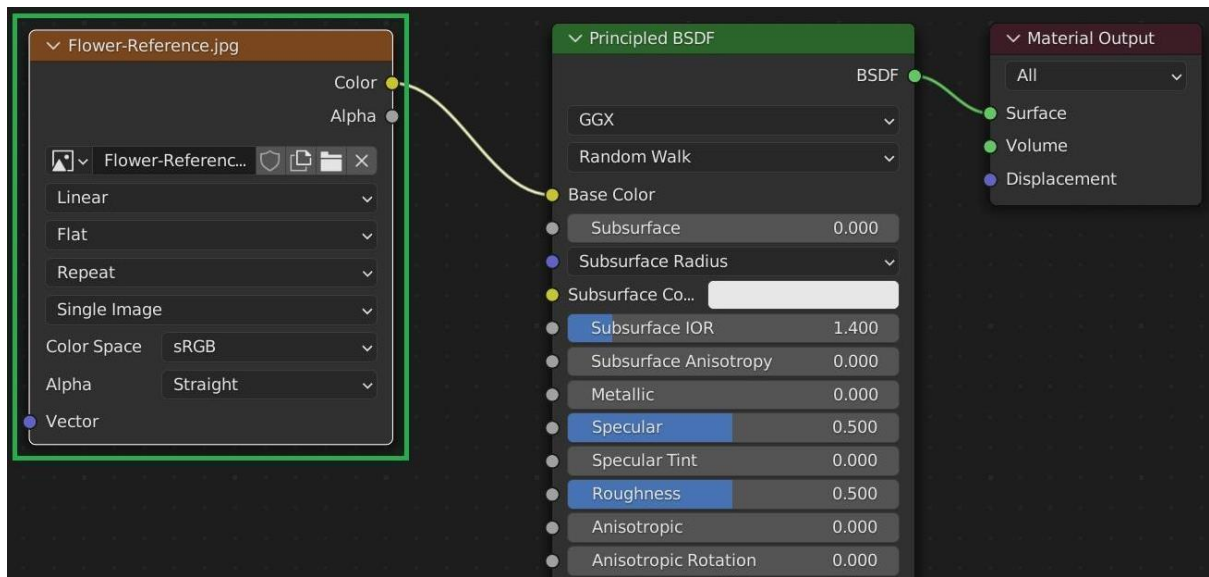 Flower-Reference.jpg
Color
Alpha
Flower-Referenc...
Linear
Flat
Repeat
Single Image
Color Space sRGB
Alpha Straight
Vector
Principled BSDF
BSDF
GGX
Random Walk
Base Color
Subsurface 0.000
Subsurface Radius
Subsurface Co...
Subsurface IOR 1.400
Subsurface Anisotropy 0.000
Metallic 0.000
Specular 0.500
Specular Tint 0.000
Roughness 0.500
Anisotropic 0.000
Anisotropic Rotation 0.000
Material Output
All
Surface
Volume
Displacement